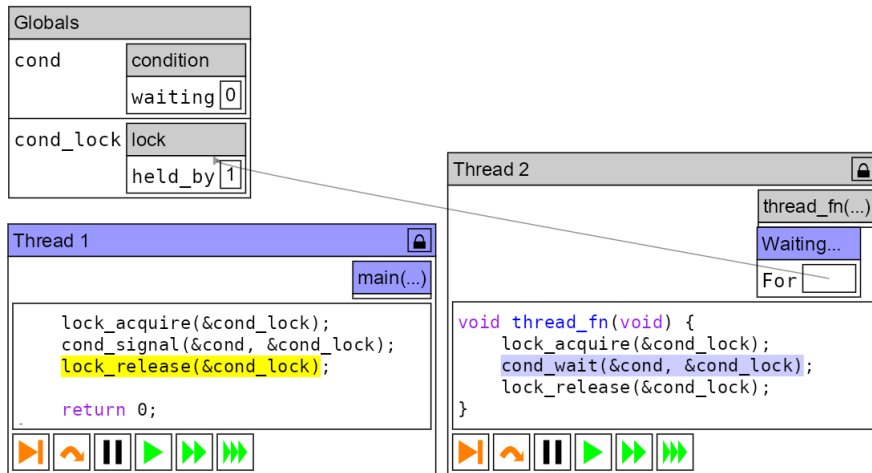 Globals
cond condition
waiting 0
cond_lock lock
held_by 1
Thread 1
main(...)
lock_acquire(&cond_lock);
cond_signal(&cond, &cond_lock);
lock_release(&cond_lock);
return 0;
Thread 2
thread_fn(...)
Waiting...
For
void thread_fn(void) {
lock_acquire(&cond_lock);
cond_wait(&cond, &cond_lock);
lock_release(&cond_lock);
}